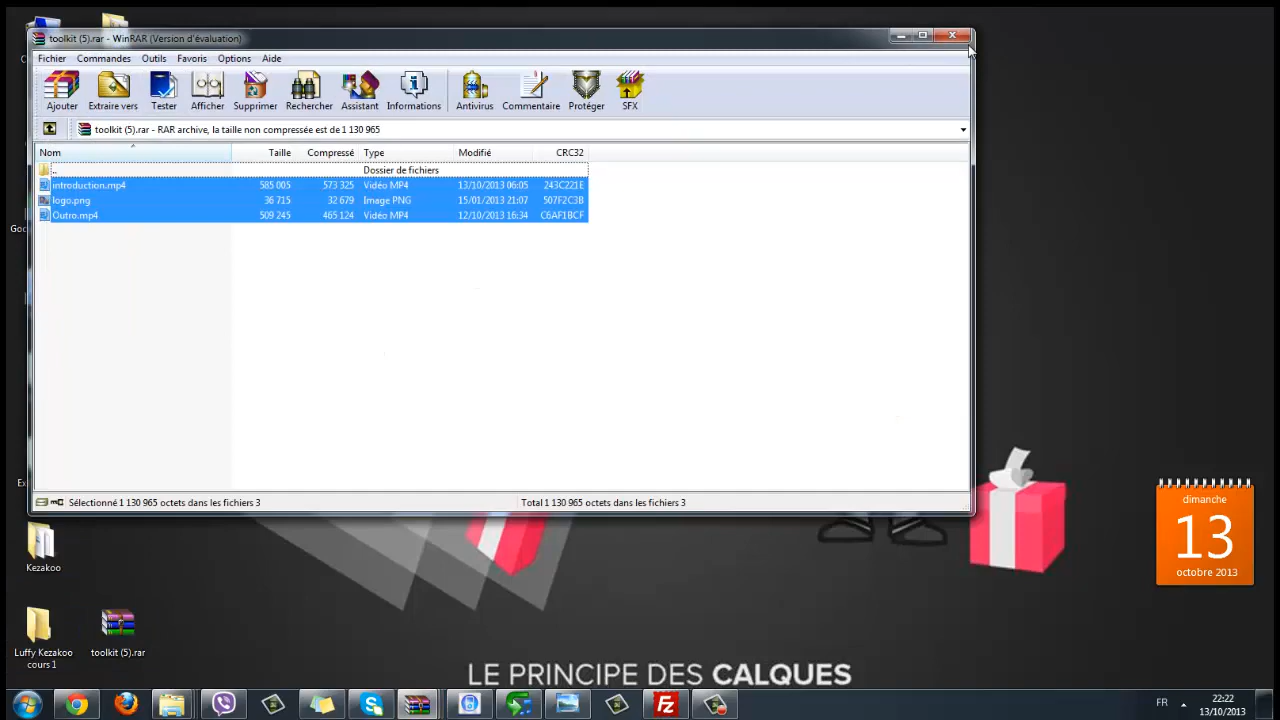 toolkit (5).rar - WinRAR (Version d'évaluation)
Fichier Commandes Outils Favoris Options Aide
Ajouter Extraire vers Tester Afficher Supprimer Rechercher Assistant Informations Antivirus Commentaire Protéger SFX
toolkit (5).rar - RAR archive, la taille non compressée est de 1 130 965
Nom Taille Compressé Type Modifié CRC32
.. Dossier de fichiers
introduction.mp4 585 005 573 325 Vidéo MP4 13/10/2013 06:05 243C221E
logo.png 36 715 32 679 Image PNG 15/01/2013 21:07 507F2C3B
Outro.mp4 509 245 465 124 Vidéo MP4 12/10/2013 16:34 C6AF1BCF
Sélectionné 1 130 965 octets dans les fichiers 3 Total 1 130 965 octets dans les fichiers 3
dimanche
13
octobre 2013
Kezakoo
Luffy Kezakoo
cours 1
toolkit (5).rar
LE PRINCIPE DES CALQUES
FR
22:22
13/10/2013